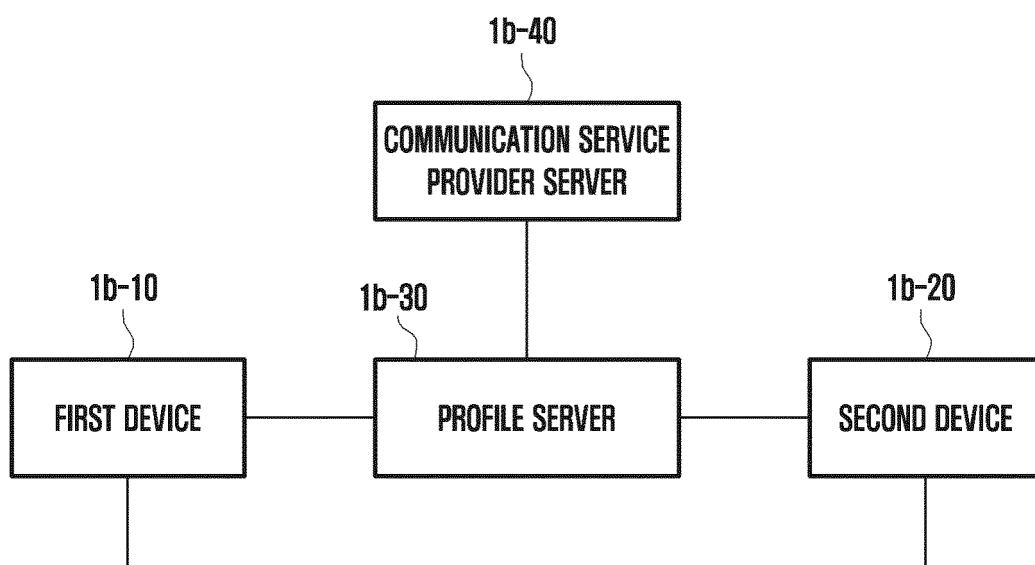 1b-40
COMMUNICATION SERVICE
PROVIDER SERVER
1b-10
1b-30
1b-20
FIRST DEVICE
PROFILE SERVER
SECOND DEVICE